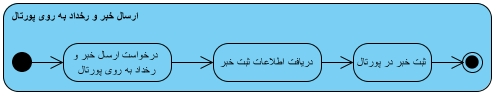 ارسال خبر و رخداد به روی پورتال
درخواست ارسال خبر و
رخداد به روی پورتال
دریافت اطلاعات ثبت خبر
ثبت خبر در پورتال